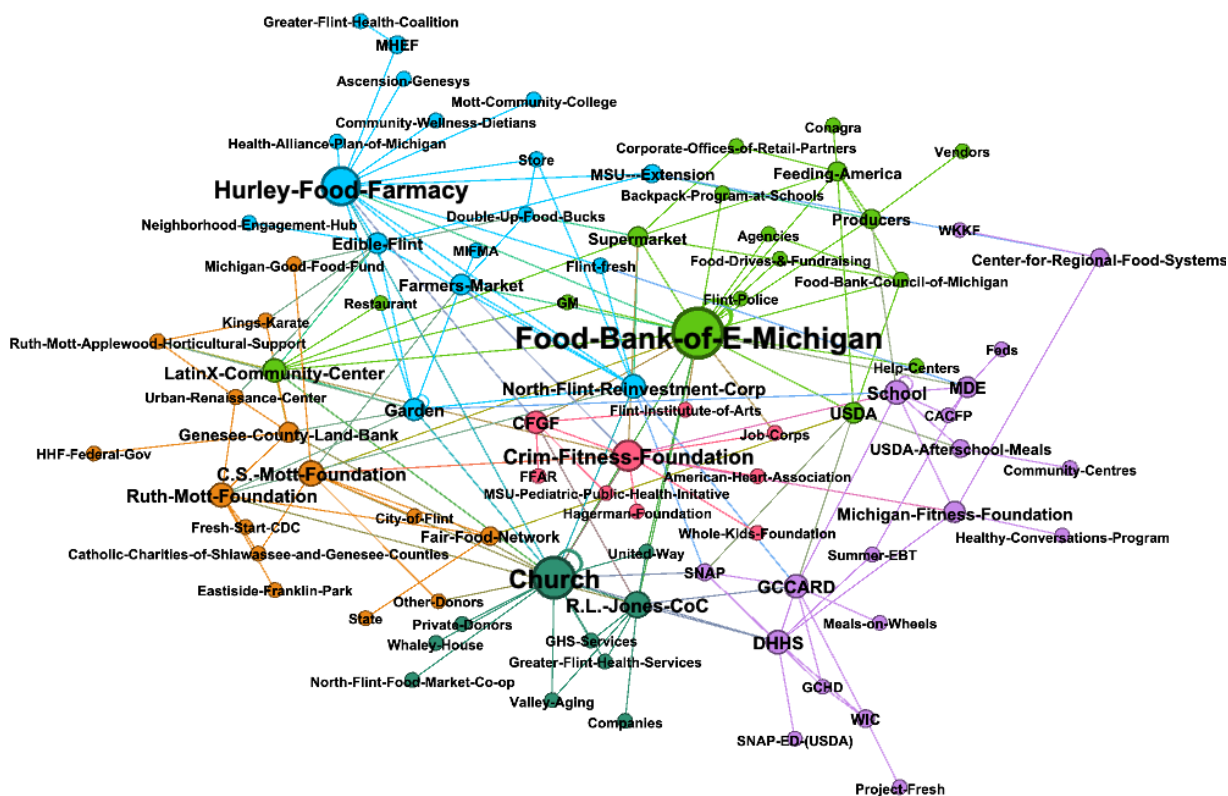 Greater-Flint-Health-Coalition
MHEF
Ascension-Genesys
Mott-Community-College
Community-Wellness-Dietians
Health-Alliance-Plan-of-Michigan
Conagra
Corporate-Offices-of-Retail-Partners
Vendors
Store
MSU---Extension
Feeding-America
Hurley-Food-Farmacy
Backpack-Program-at-Schools
Neighborhood-Engagement-Hub
Double-Up-Food-Bucks
Producers
WKKF
Edible-Flint
MIFMA
Supermarket
Agencies
Michigan-Good-Food-Fund
Flint-fresh
Food-Drives-&-Fundraising
Center-for-Regional-Food-Systems
Farmers-Market
Food-Bank-Council-of-Michigan
Restaurant
GM
Flint-Police
Kings-Karate
Food-Bank-of-E-Michigan
Ruth-Mott-Applewood-Horticultural-Support
Feds
LatinX-Community-Center
Help-Centers
Urban-Renaissance-Center
North-Flint-Reinvestment-Corp
School
MDE
Garden
Flint-Institutute-of-Arts
USDA
CACFP
CFGF
Genesee-County-Land-Bank
Job-Corps
HHF-Federal-Gov
Crim-Fitness-Foundation
USDA-Afterschool-Meals
C.S.-Mott-Foundation
FFAR
American-Heart-Association
Community-Centres
Ruth-Mott-Foundation
MSU-Pediatric-Public-Health-Initative
Hagerman-Foundation
Michigan-Fitness-Foundation
City-of-Flint
Fresh-Start-CDC
Fair-Food-Network
Whole-Kids-Foundation
Healthy-Conversations-Program
Catholic-Charities-of-Shiawassee-and-Genesee-Counties
United-Way
Summer-EBT
Church
SNAP
Eastiside-Franklin-Park
GCCARD
Other-Donors
R.L.-Jones-CoC
State
Private-Donors
Meals-on-Wheels
Whaley-House
GHS-Services
DHHS
Greater-Flint-Health-Services
North-Flint-Food-Market-Co-op
GCHD
Valley-Aging
Companies
WIC
SNAP-ED-(USDA)
Project-Fresh